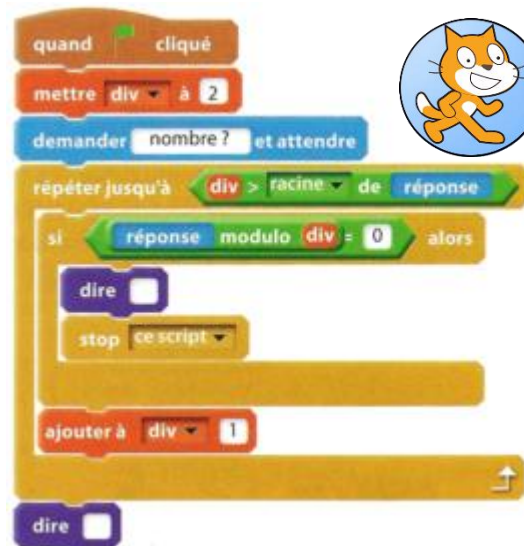 quand cliqué
mettre div à 2
demander nombre ? et attendre
répéter jusqu'à div > racine de réponse
si réponse modulo div = 0 alors
dire
stop ce script
ajouter à div 1
dire